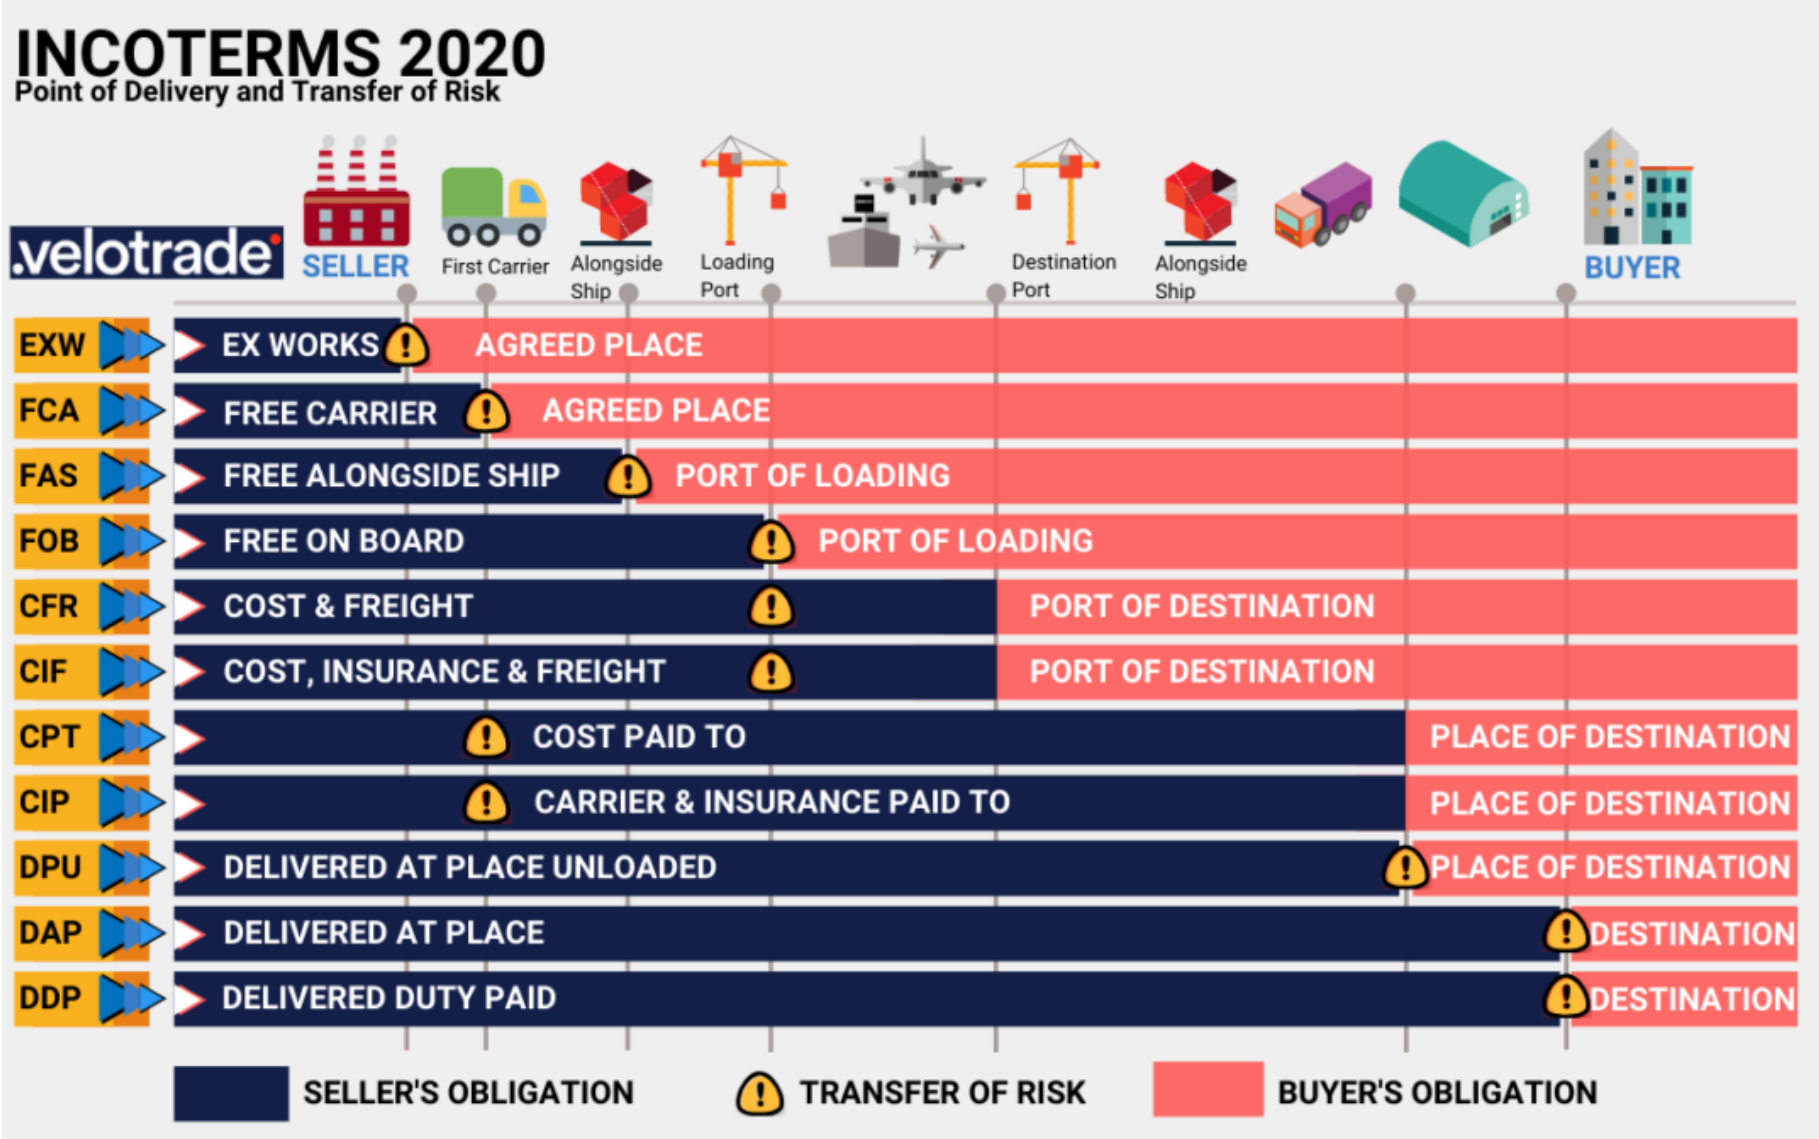 INCOTERMS 2020
Point of Delivery and Transfer of Risk
.velotrade
SELLER
First Carrier
Alongside
Ship
Loading
Port
Destination
Port
Alongside
Ship
BUYER
EXW EX WORKS AGREED PLACE
FCA FREE CARRIER AGREED PLACE
FAS FREE ALONGSIDE SHIP PORT OF LOADING
FOB FREE ON BOARD PORT OF LOADING
CFR COST & FREIGHT PORT OF DESTINATION
CIF COST, INSURANCE & FREIGHT PORT OF DESTINATION
CPT COST PAID TO PLACE OF DESTINATION
CIP CARRIER & INSURANCE PAID TO PLACE OF DESTINATION
DPU DELIVERED AT PLACE UNLOADED PLACE OF DESTINATION
DAP DELIVERED AT PLACE DESTINATION
DDP DELIVERED DUTY PAID DESTINATION
SELLER'S OBLIGATION TRANSFER OF RISK BUYER'S OBLIGATION